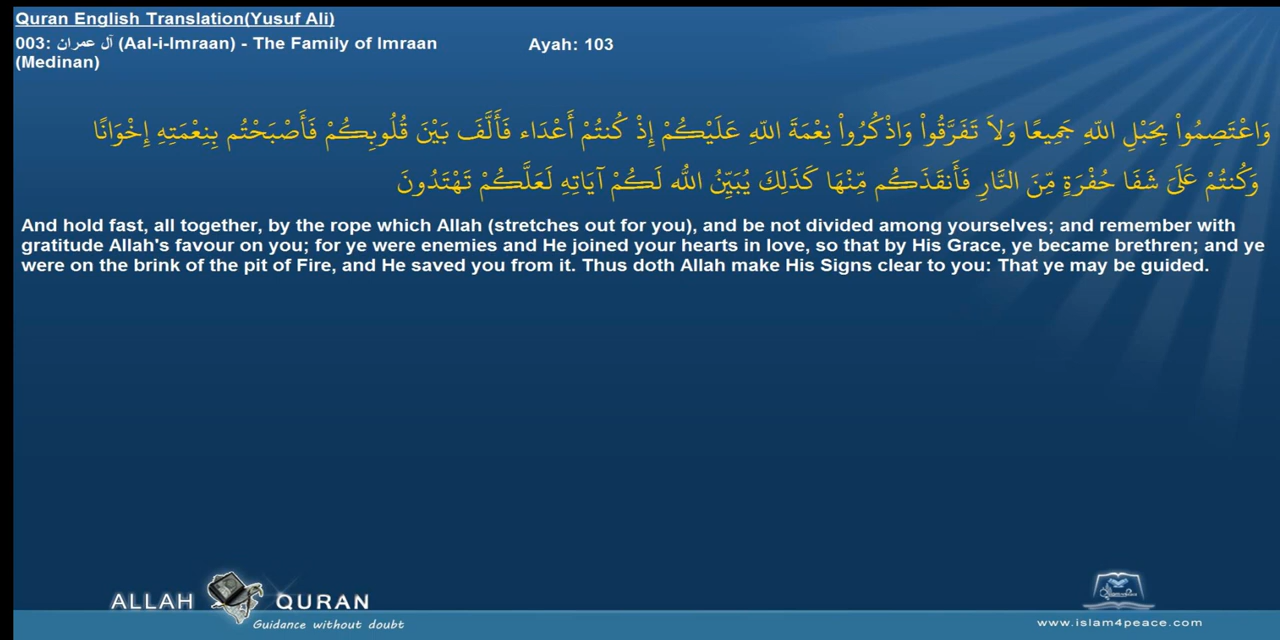 Quran English Translation(Yusuf Ali)
003: آل عمران (Aal-i-Imraan) - The Family of Imraan
(Medinan)
Ayah: 103
وَاعْتَصِمُواْ بِحَبْلِ اللّهِ جَمِيعًا وَلاَ تَفَرَّقُواْ وَاذْكُرُواْ نِعْمَةَ اللّهِ عَلَيْكُمْ إِذْ كُنتُمْ أَعْدَاء فَأَلَّفَ بَيْنَ قُلُوبِكُمْ فَأَصْبَحْتُم بِنِعْمَتِهِ إِخْوَانًا
وَكُنتُمْ عَلَىَ شَفَا حُفْرَةٍ مِّنَ النَّارِ فَأَنقَذَكُم مِّنْهَا كَذَلِكَ يُبَيِّنُ اللّهُ لَكُمْ آيَاتِهِ لَعَلَّكُمْ تَهْتَدُونَ
And hold fast, all together, by the rope which Allah (stretches out for you), and be not divided among yourselves; and remember with
gratitude Allah's favour on you; for ye were enemies and He joined your hearts in love, so that by His Grace, ye became brethren; and ye
were on the brink of the pit of Fire, and He saved you from it. Thus doth Allah make His Signs clear to you: That ye may be guided.
ALLAH QURAN
Guidance without doubt
www.islam4peace.com